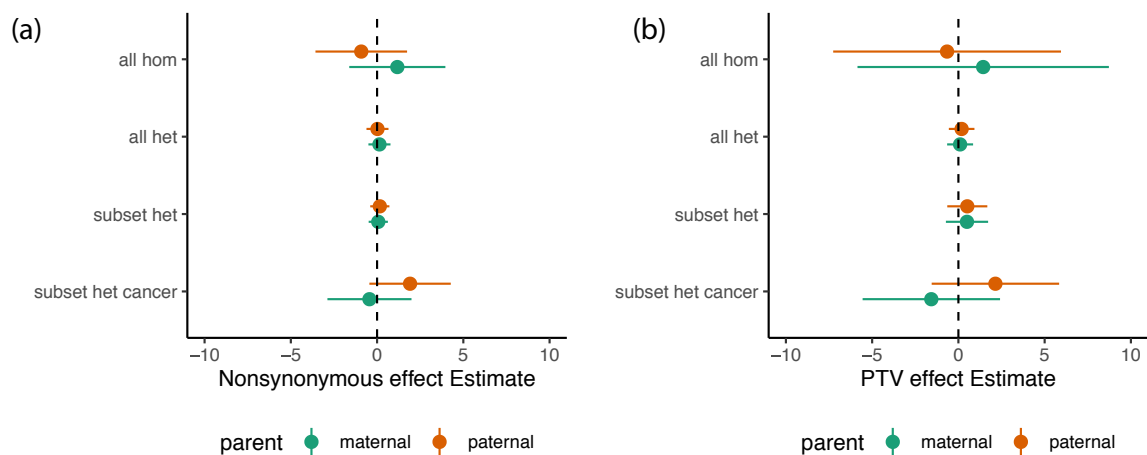 (a)
all hom
all het
subset het
subset het cancer
−10 −5 0 5 10
Nonsynonymous effect Estimate
parent maternal paternal
(b)
all hom
all het
subset het
subset het cancer
−10 −5 0 5 10
PTV effect Estimate
parent maternal paternal